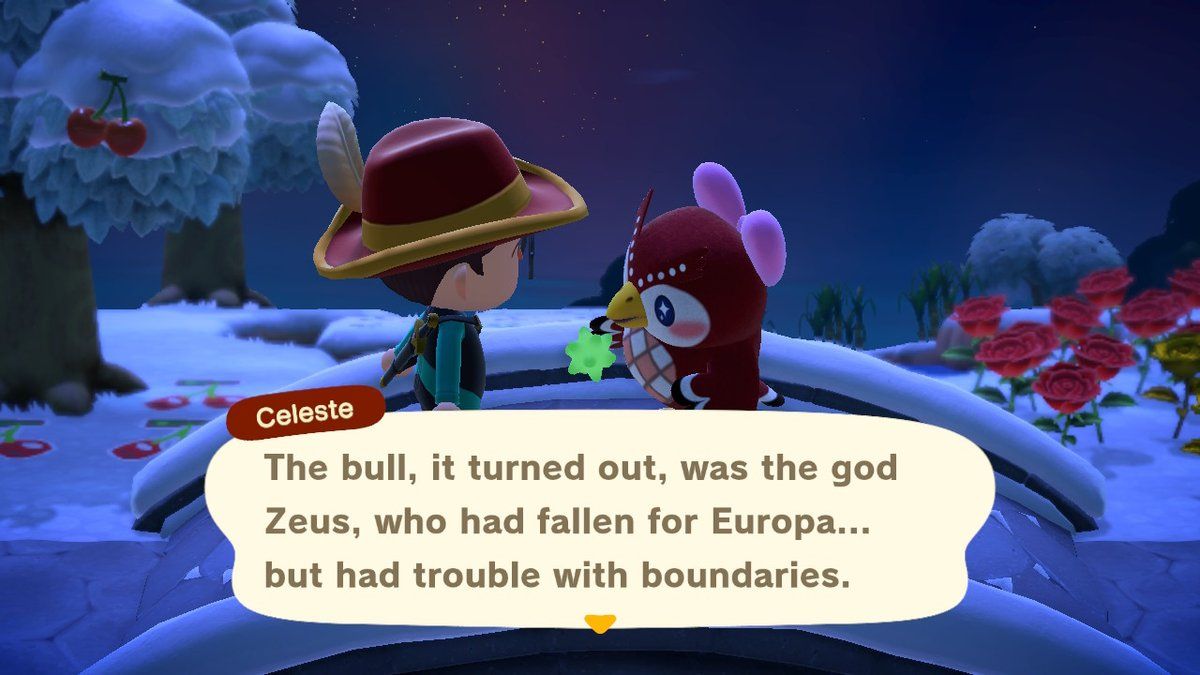 Celeste
The bull, it turned out, was the god
Zeus, who had fallen for Europa...
but had trouble with boundaries.